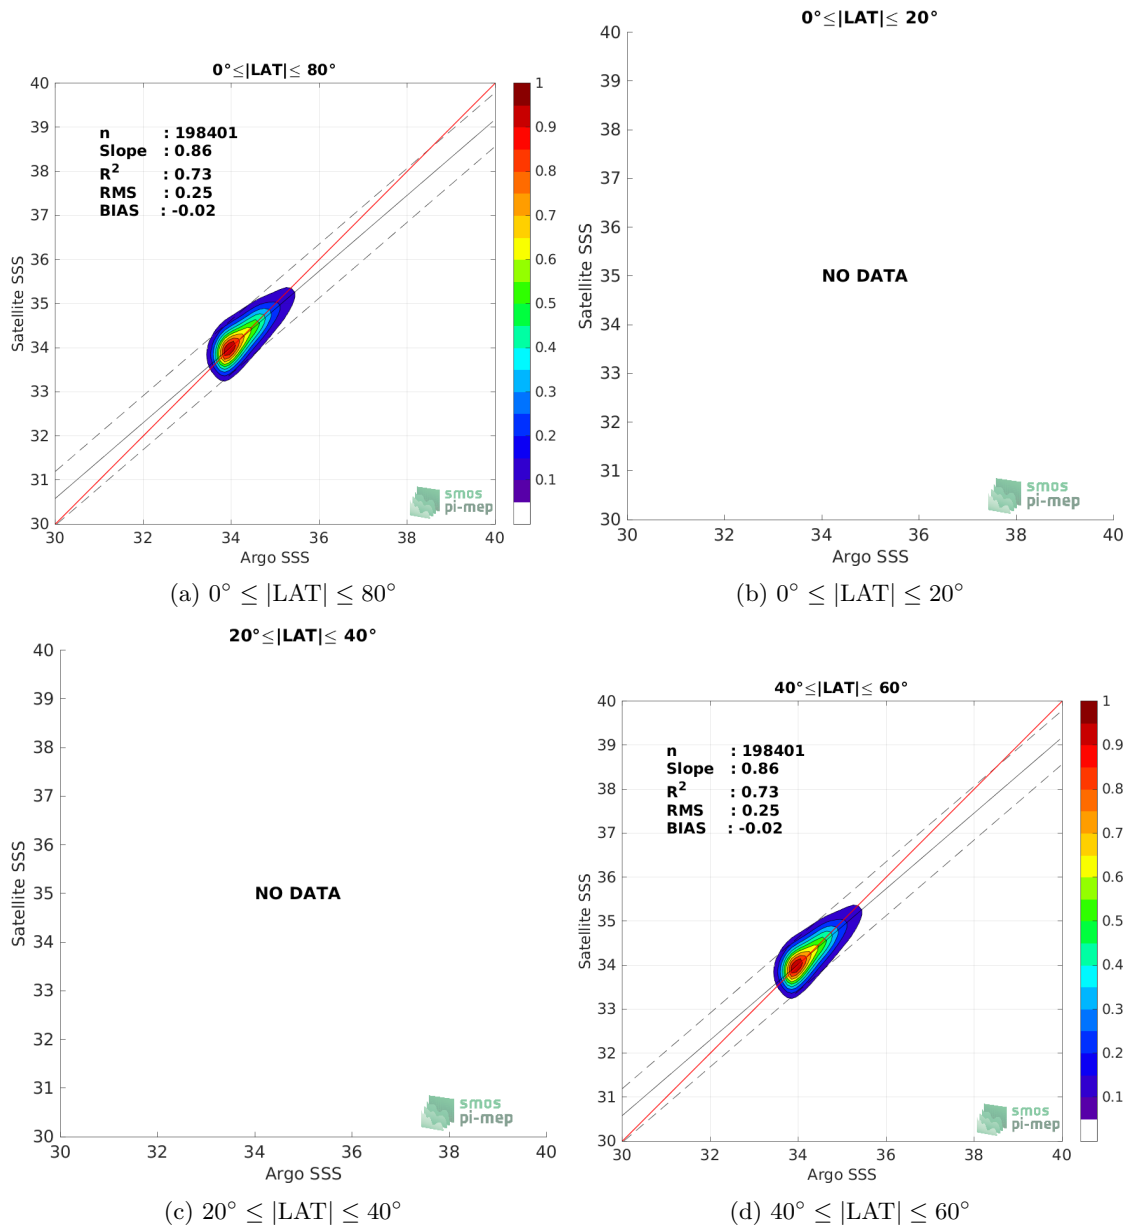 0°≤|LAT|≤ 80°
n : 198401
Slope : 0.86
R2 : 0.73
RMS : 0.25
BIAS : -0.02
40
39
38
37
36
35
34
33
32
31
30
30 32 34 36 38 40
Satellite SSS
Argo SSS
1
0.9
0.8
0.7
0.6
0.5
0.4
0.3
0.2
0.1
smos
pi-mep
(a) 0° ≤ |LAT| ≤ 80°
0°≤|LAT|≤ 20°
40
39
38
37
36
35
34
33
32
31
30
30 32 34 36 38 40
Satellite SSS
NO DATA
Argo SSS
smos
pi-mep
(b) 0° ≤ |LAT| ≤ 20°
20°≤|LAT|≤ 40°
40
39
38
37
36
35
34
33
32
31
30
30 32 34 36 38 40
Satellite SSS
NO DATA
Argo SSS
smos
pi-mep
(c) 20° ≤ |LAT| ≤ 40°
40°≤|LAT|≤ 60°
n : 198401
Slope : 0.86
R2 : 0.73
RMS : 0.25
BIAS : -0.02
40
39
38
37
36
35
34
33
32
31
30
30 32 34 36 38 40
Satellite SSS
Argo SSS
1
0.9
0.8
0.7
0.6
0.5
0.4
0.3
0.2
0.1
smos
pi-mep
(d) 40° ≤ |LAT| ≤ 60°